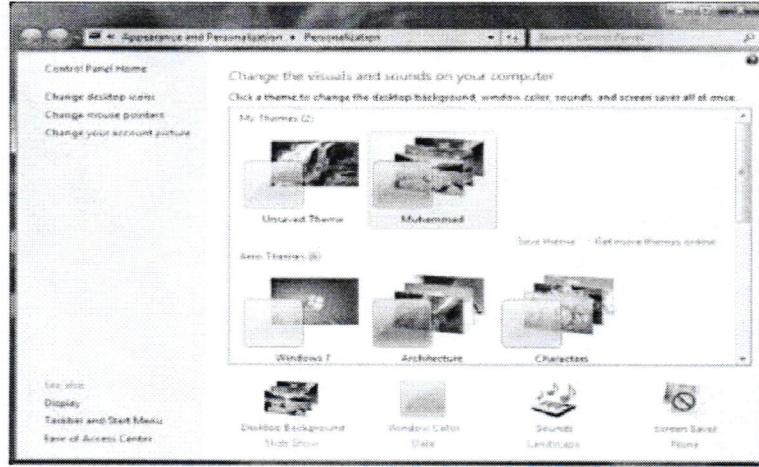 « Appearance and Personalization ▸ Personalization
Search Control Panel
Control Panel Home
Change desktop icons
Change mouse pointers
Change your account picture
Change the visuals and sounds on your computer
Click a theme to change the desktop background, window color, sounds, and screen saver all at once.
My Themes (2)
Unsaved Theme
Muhammed
Save theme
Get more themes online
Aero Themes (6)
Windows 7
Architecture
Characters
See also
Display
Taskbar and Start Menu
Ease of Access Center
Desktop Background
Slide Show
Window Color
Slate
Sounds
Landscape
Screen Saver
None